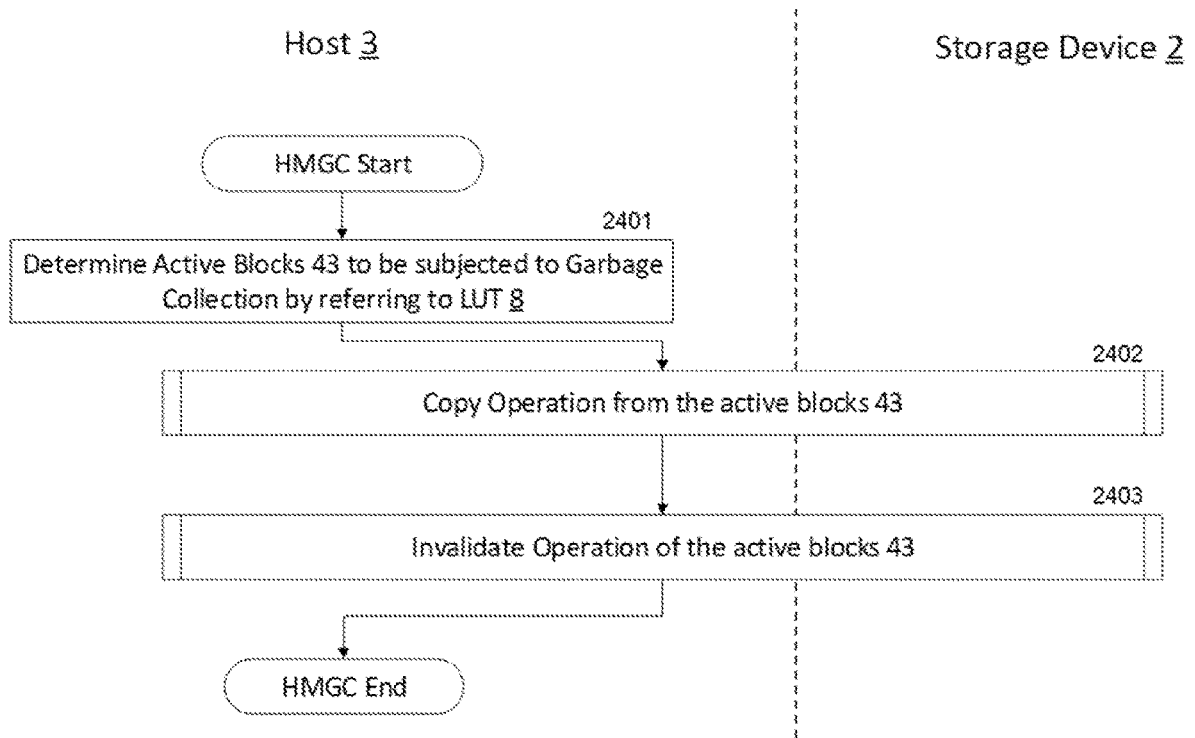 Host 3
Storage Device 2
HMGC Start
2401
Determine Active Blocks 43 to be subjected to Garbage
Collection by referring to LUT 8
2402
Copy Operation from the active blocks 43
2403
Invalidate Operation of the active blocks 43
HMGC End